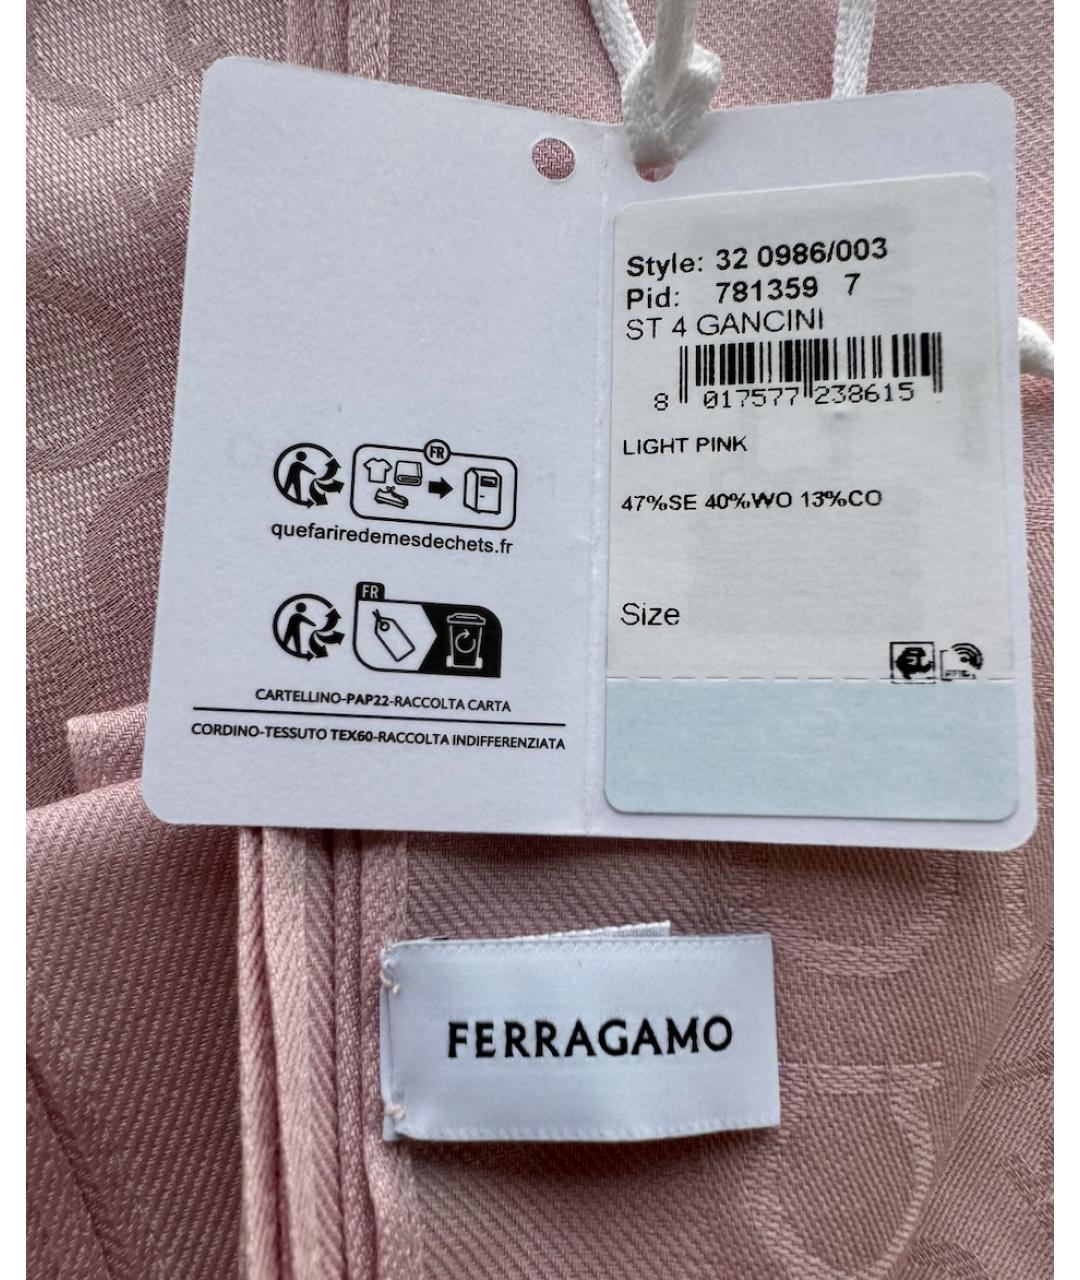 Style: 32 0986/003
Pid: 781359 7
ST 4 GANCINI
8 017577 238615
LIGHT PINK
47%SE 40%WO 13%CO
Size
FR
quefariredemesdechets.fr
FR
CARTELLINO-PAP22-RACCOLTA CARTA
CORDINO-TESSUTO TEX60-RACCOLTA INDIFFERENZIATA
FERRAGAMO